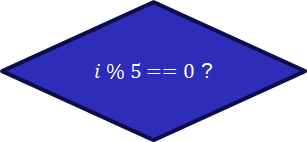 i % 5 == 0 ?